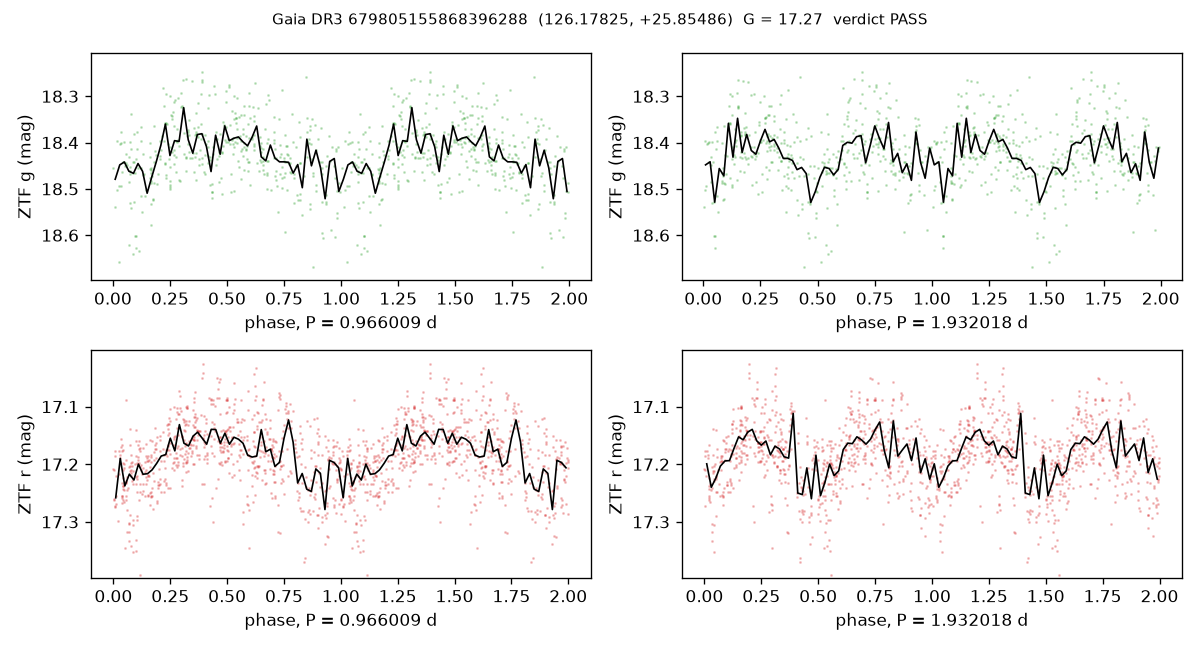 Gaia DR3 679805155868396288 (126.17825, +25.85486) G = 17.27 verdict PASS
ZTF g (mag)
18.3
18.4
18.5
18.6
0.00 0.25 0.50 0.75 1.00 1.25 1.50 1.75 2.00
phase, P = 0.966009 d
ZTF g (mag)
18.3
18.4
18.5
18.6
0.00 0.25 0.50 0.75 1.00 1.25 1.50 1.75 2.00
phase, P = 1.932018 d
ZTF r (mag)
17.1
17.2
17.3
0.00 0.25 0.50 0.75 1.00 1.25 1.50 1.75 2.00
phase, P = 0.966009 d
ZTF r (mag)
17.1
17.2
17.3
0.00 0.25 0.50 0.75 1.00 1.25 1.50 1.75 2.00
phase, P = 1.932018 d